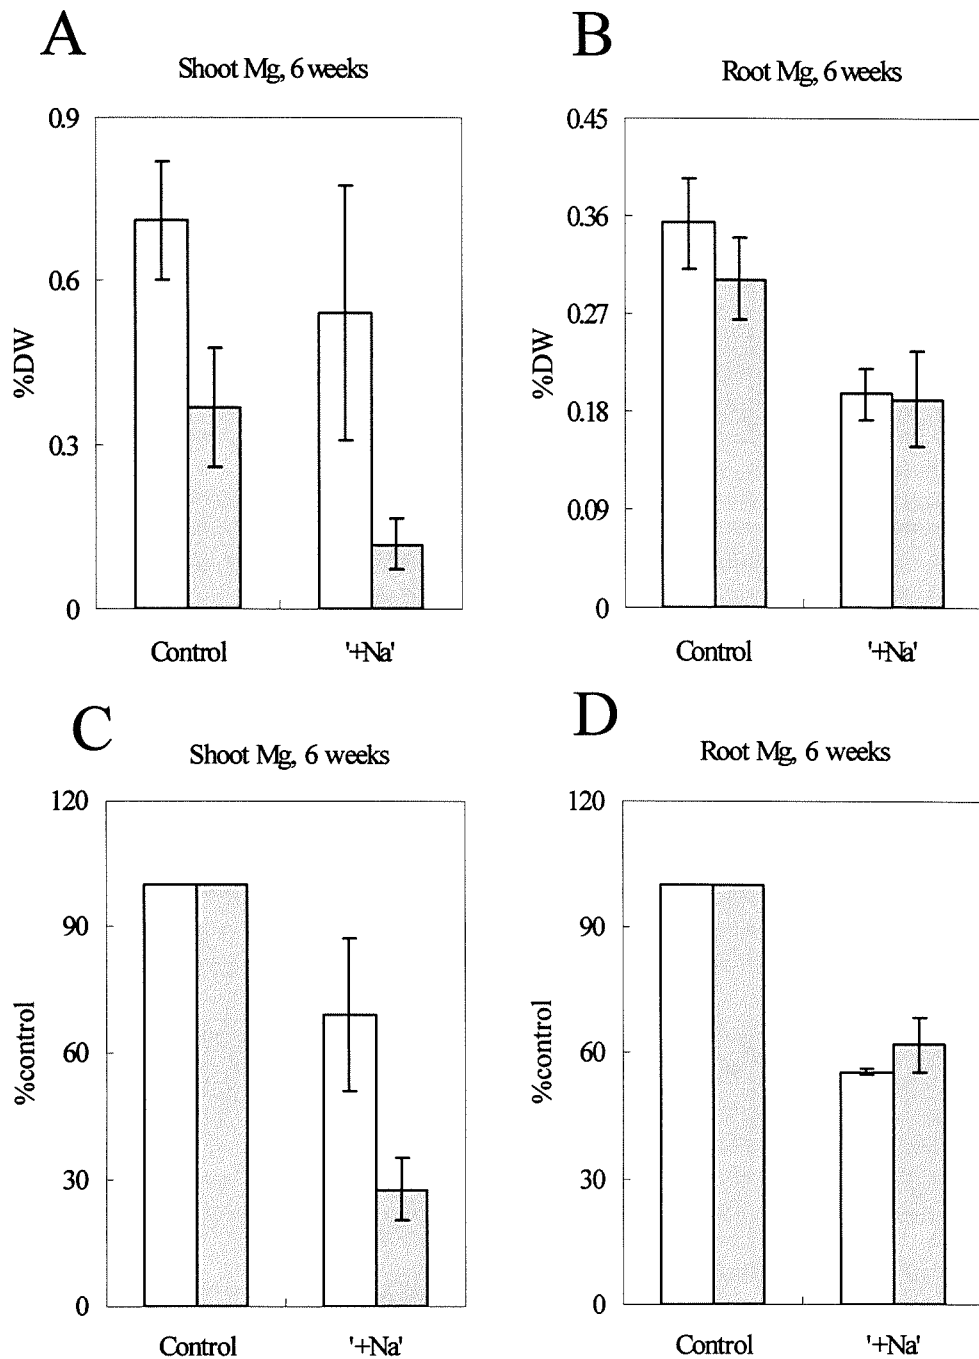 A
Shoot Mg, 6 weeks
%DW
0.9
0.6
0.3
0
Control
'+Na'
B
Root Mg, 6 weeks
%DW
0.45
0.36
0.27
0.18
0.09
0
Control
'+Na'
C
Shoot Mg, 6 weeks
%control
120
90
60
30
0
Control
'+Na'
D
Root Mg, 6 weeks
%control
120
90
60
30
0
Control
'+Na'